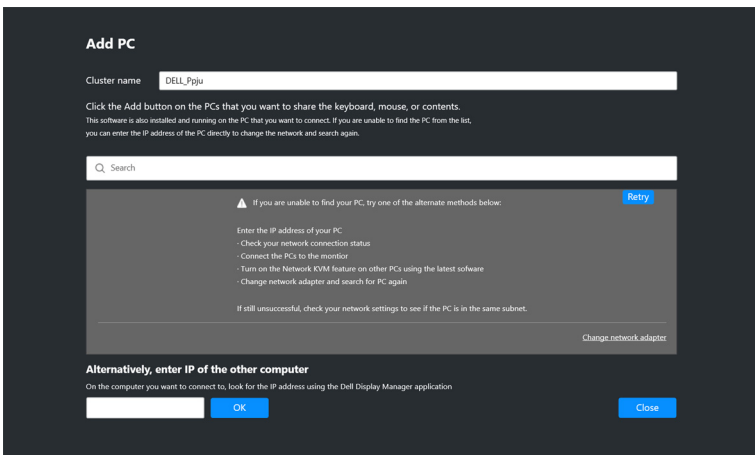 Add PC
Cluster name DELL_Ppju
Click the Add button on the PCs that you want to share the keyboard, mouse, or contents.
This software is also installed and running on the PC that you want to connect. If you are unable to find the PC from the list,
you can enter the IP address of the PC directly to change the network and search again.
Search
Retry
If you are unable to find your PC, try one of the alternate methods below:
Enter the IP address of your PC
- Check your network connection status
- Connect the PCs to the montior
- Turn on the Network KVM feature on other PCs using the latest sofware
- Change network adapter and search for PC again
If still unsuccessful, check your network settings to see if the PC is in the same subnet.
Change network adapter
Alternatively, enter IP of the other computer
On the computer you want to connect to, look for the IP address using the Dell Display Manager application
OK Close